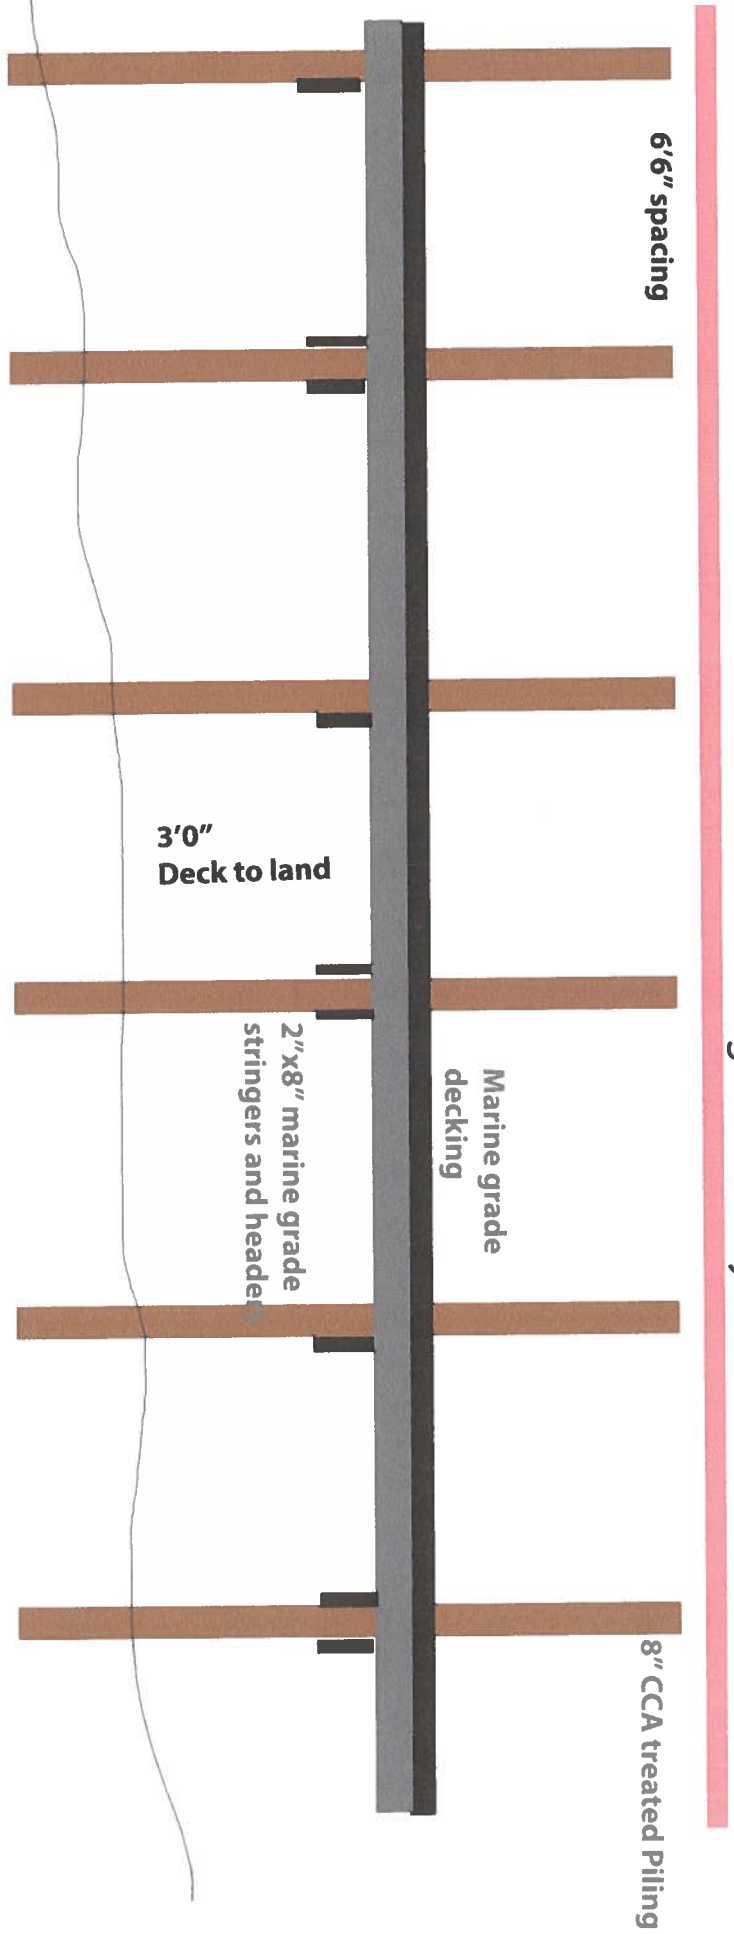 6'6" spacing
8" CCA treated Piling
Marine grade
decking
3'0"
Deck to land
2"x8" marine grade
stringers and header